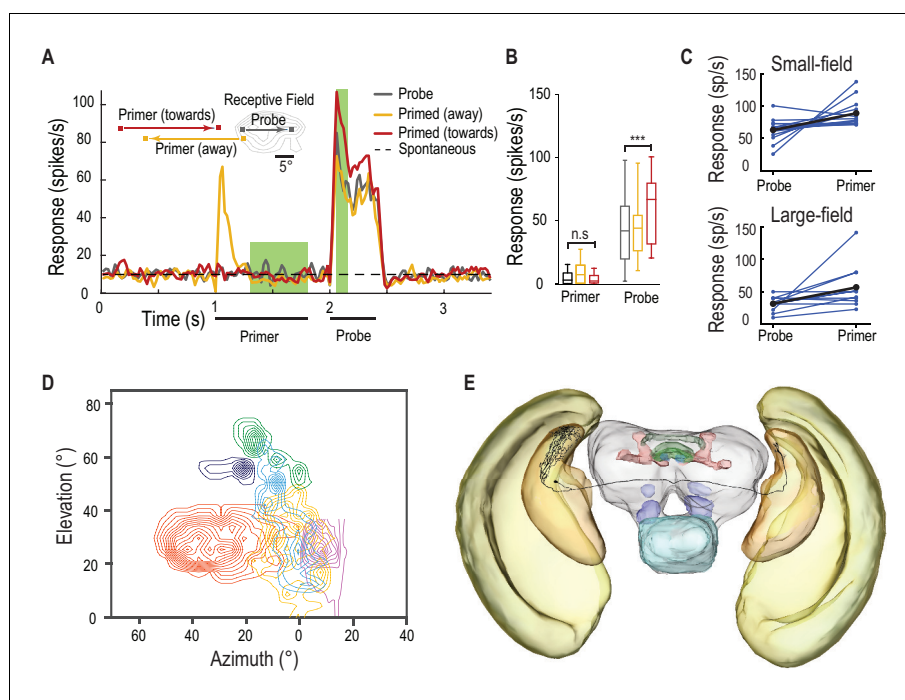 A
Response (spikes/s)
100
80
60
40
20
10
0
Primer (towards)
Primer (away)
Receptive Field
Probe
5°
Probe
Primed (away)
Primed (towards)
Spontaneous
0
1
2
3
Time (s)
Primer
Probe
B
Response (spikes/s)
150
100
50
0
n.s
***
Primer
Probe
C
Small-field
Response (sp/s)
150
100
50
0
Probe
Primer
Large-field
Response (sp/s)
150
100
50
0
Probe
Primer
D
Elevation (°)
80
60
40
20
0
60
40
20
0
20
40
Azimuth (°)
E